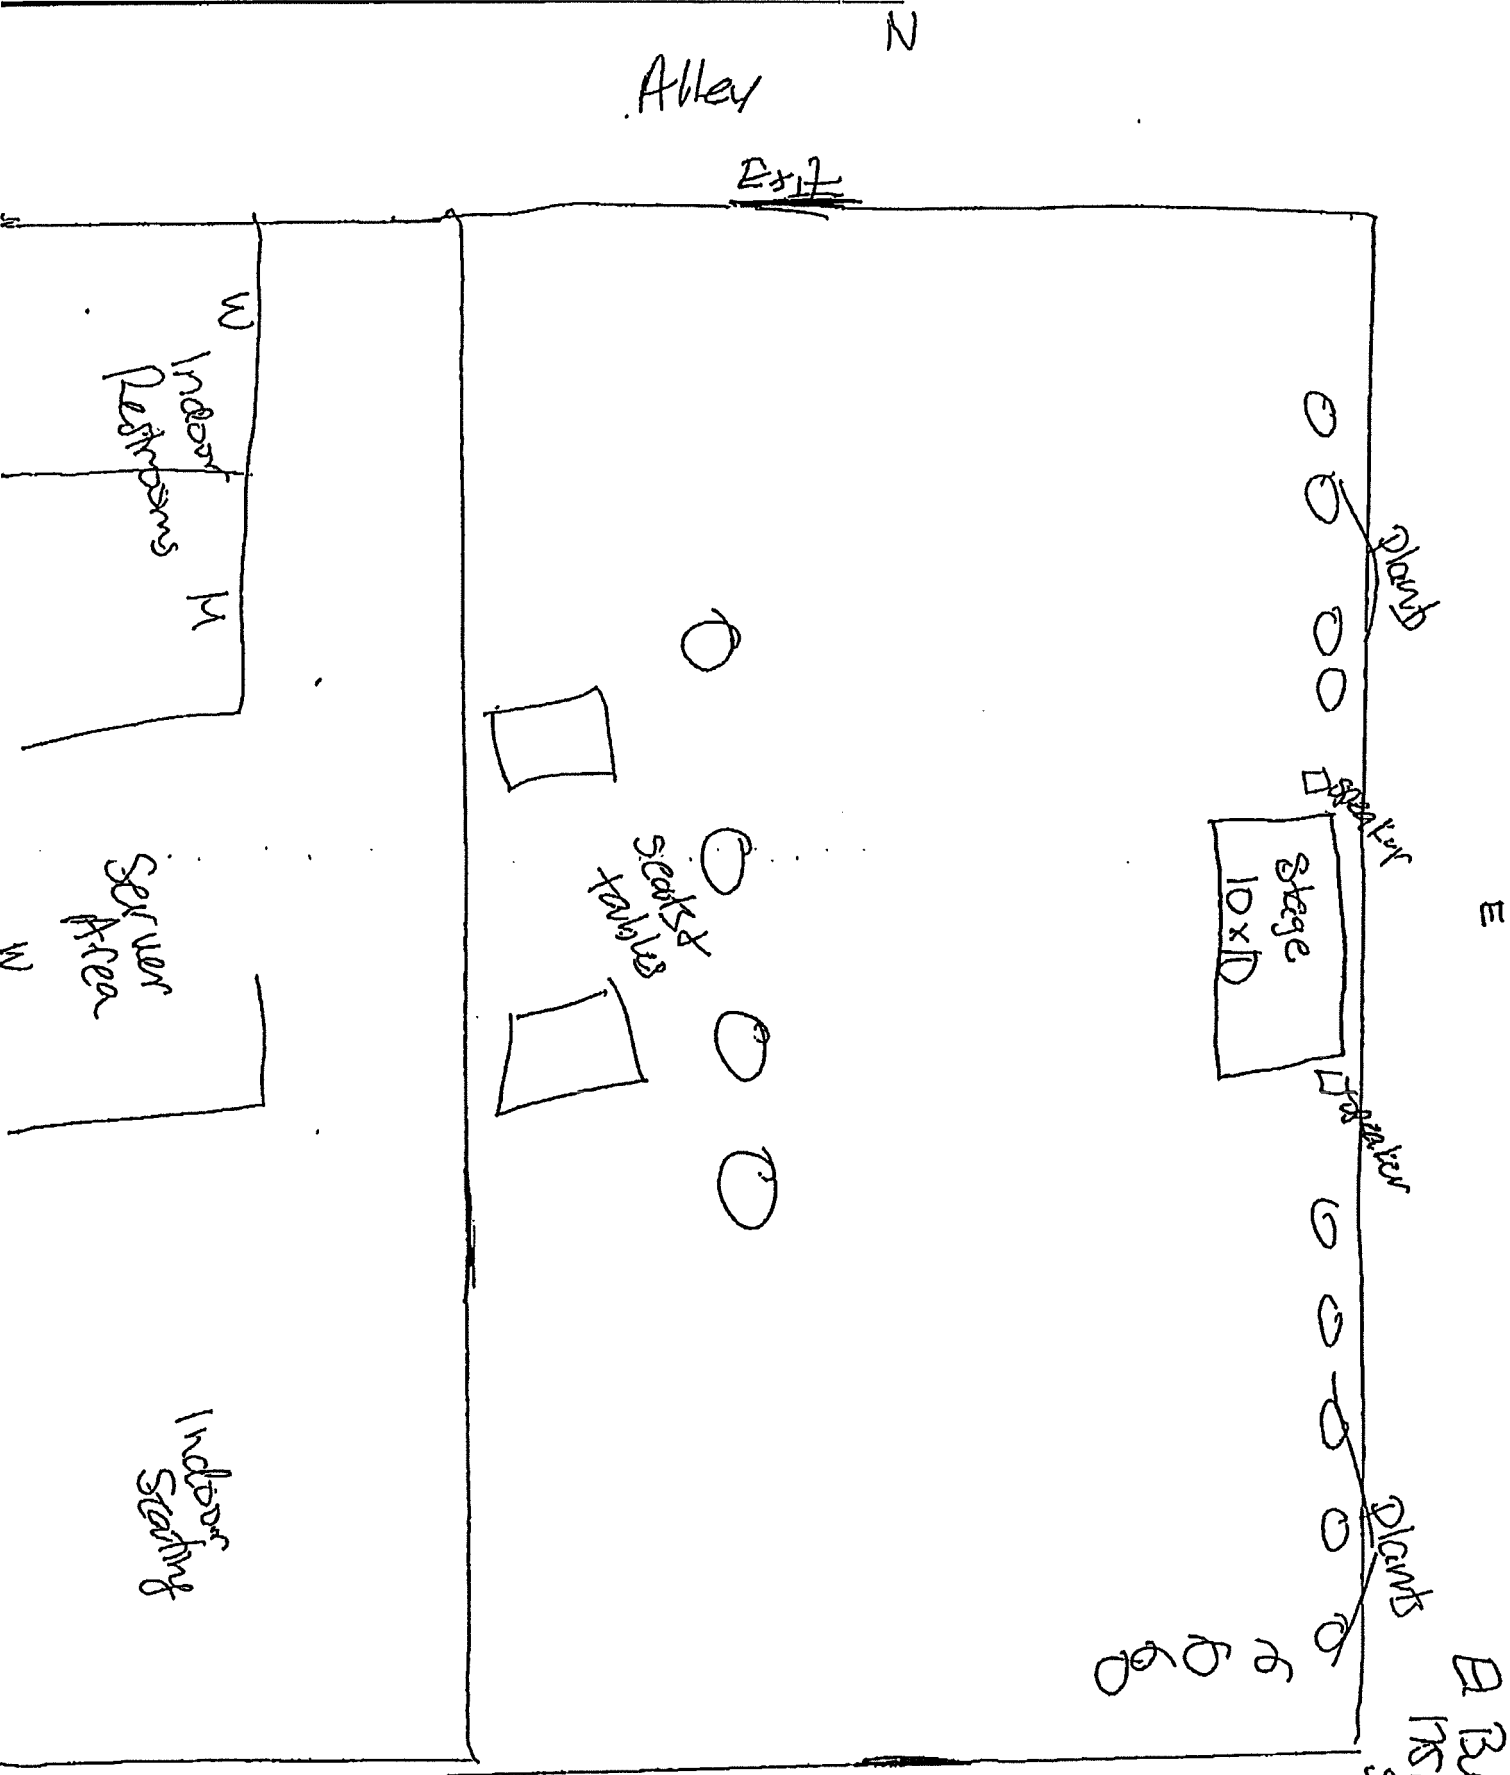 N
Alley
Exit
W
Indoor
Restrooms
M
Plants
Speaker
Stage
10x10
E
Seats &
tables
Server
Area
W
Speaker
Indoor
Seating
Plants